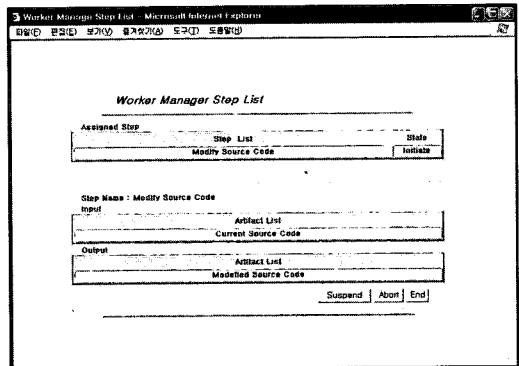 Worker Manager Step List - Microsoft Internet Explorer
파일(F) 편집(E) 보기(V) 즐겨찾기(A) 도구(T) 도움말(H)
Worker Manager Step List
Assigned Step
Step List State
Modify Source Code Initiate
Step Name : Modify Source Code
Input
Artifact List
Current Source Code
Output
Artifact List
Modefied Source Code
Suspend Abort End